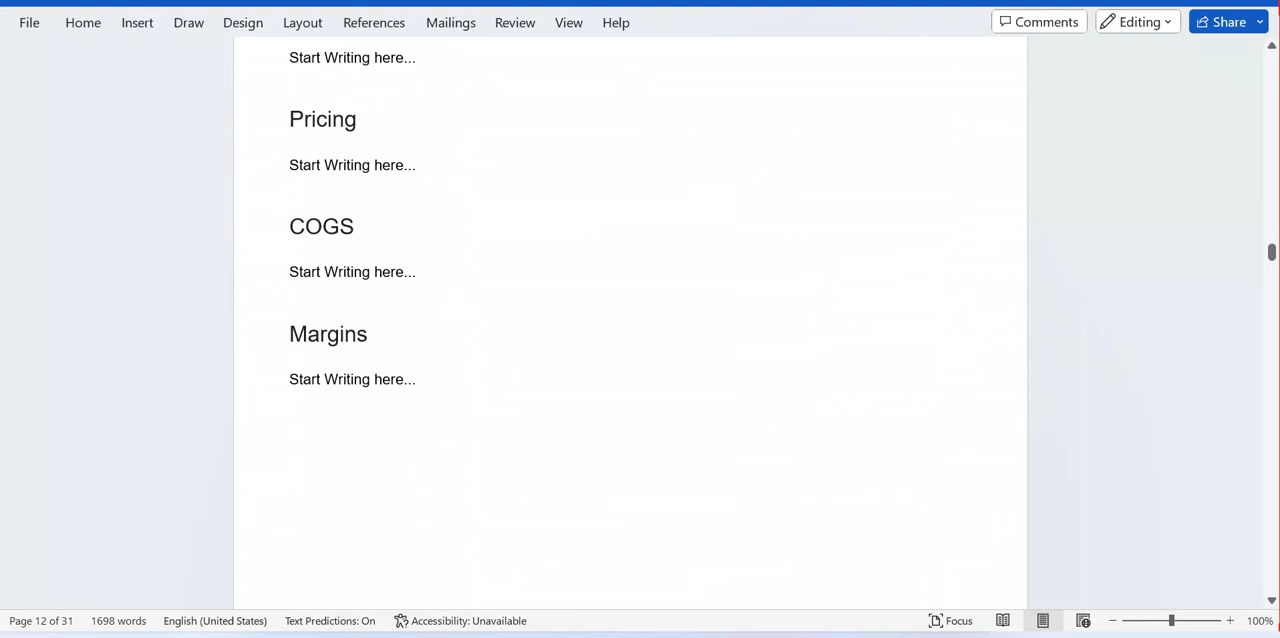 File Home Insert Draw Design Layout References Mailings Review View Help Comments Editing Share
Start Writing here...
Pricing
Start Writing here...
COGS
Start Writing here...
Margins
Start Writing here...
Page 12 of 31 1698 words English (United States) Text Predictions: On Accessibility: Unavailable Focus 100%